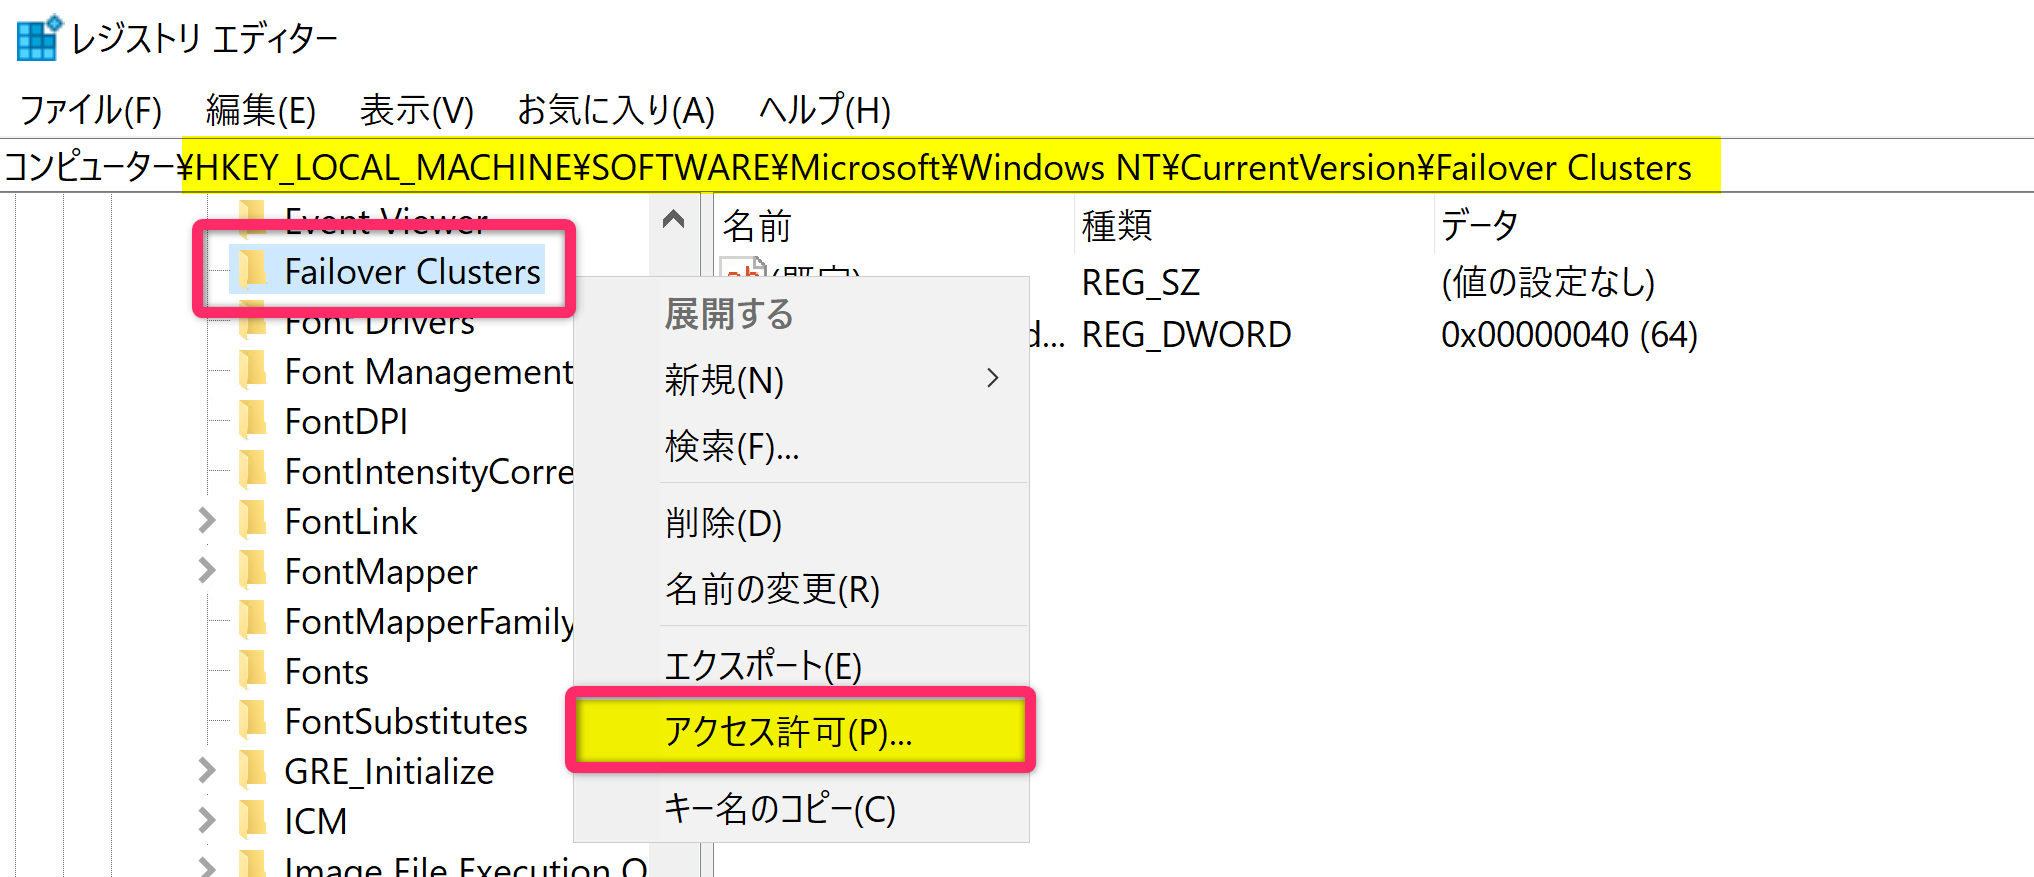 レジストリ エディター
ファイル(F) 編集(E) 表示(V) お気に入り(A) ヘルプ(H)
コンピューター¥HKEY_LOCAL_MACHINE¥SOFTWARE¥Microsoft¥Windows NT¥CurrentVersion¥Failover Clusters
Event Viewer
Failover Clusters
Font Drivers
Font Management
FontDPI
FontIntensityCorre
FontLink
FontMapper
FontMapperFamily
Fonts
FontSubstitutes
GRE_Initialize
ICM
Image File Execution O
名前 種類 データ
(既定) REG_SZ (値の設定なし)
d... REG_DWORD 0x00000040 (64)
展開する
新規(N)
検索(F)...
削除(D)
名前の変更(R)
エクスポート(E)
アクセス許可(P)...
キー名のコピー(C)